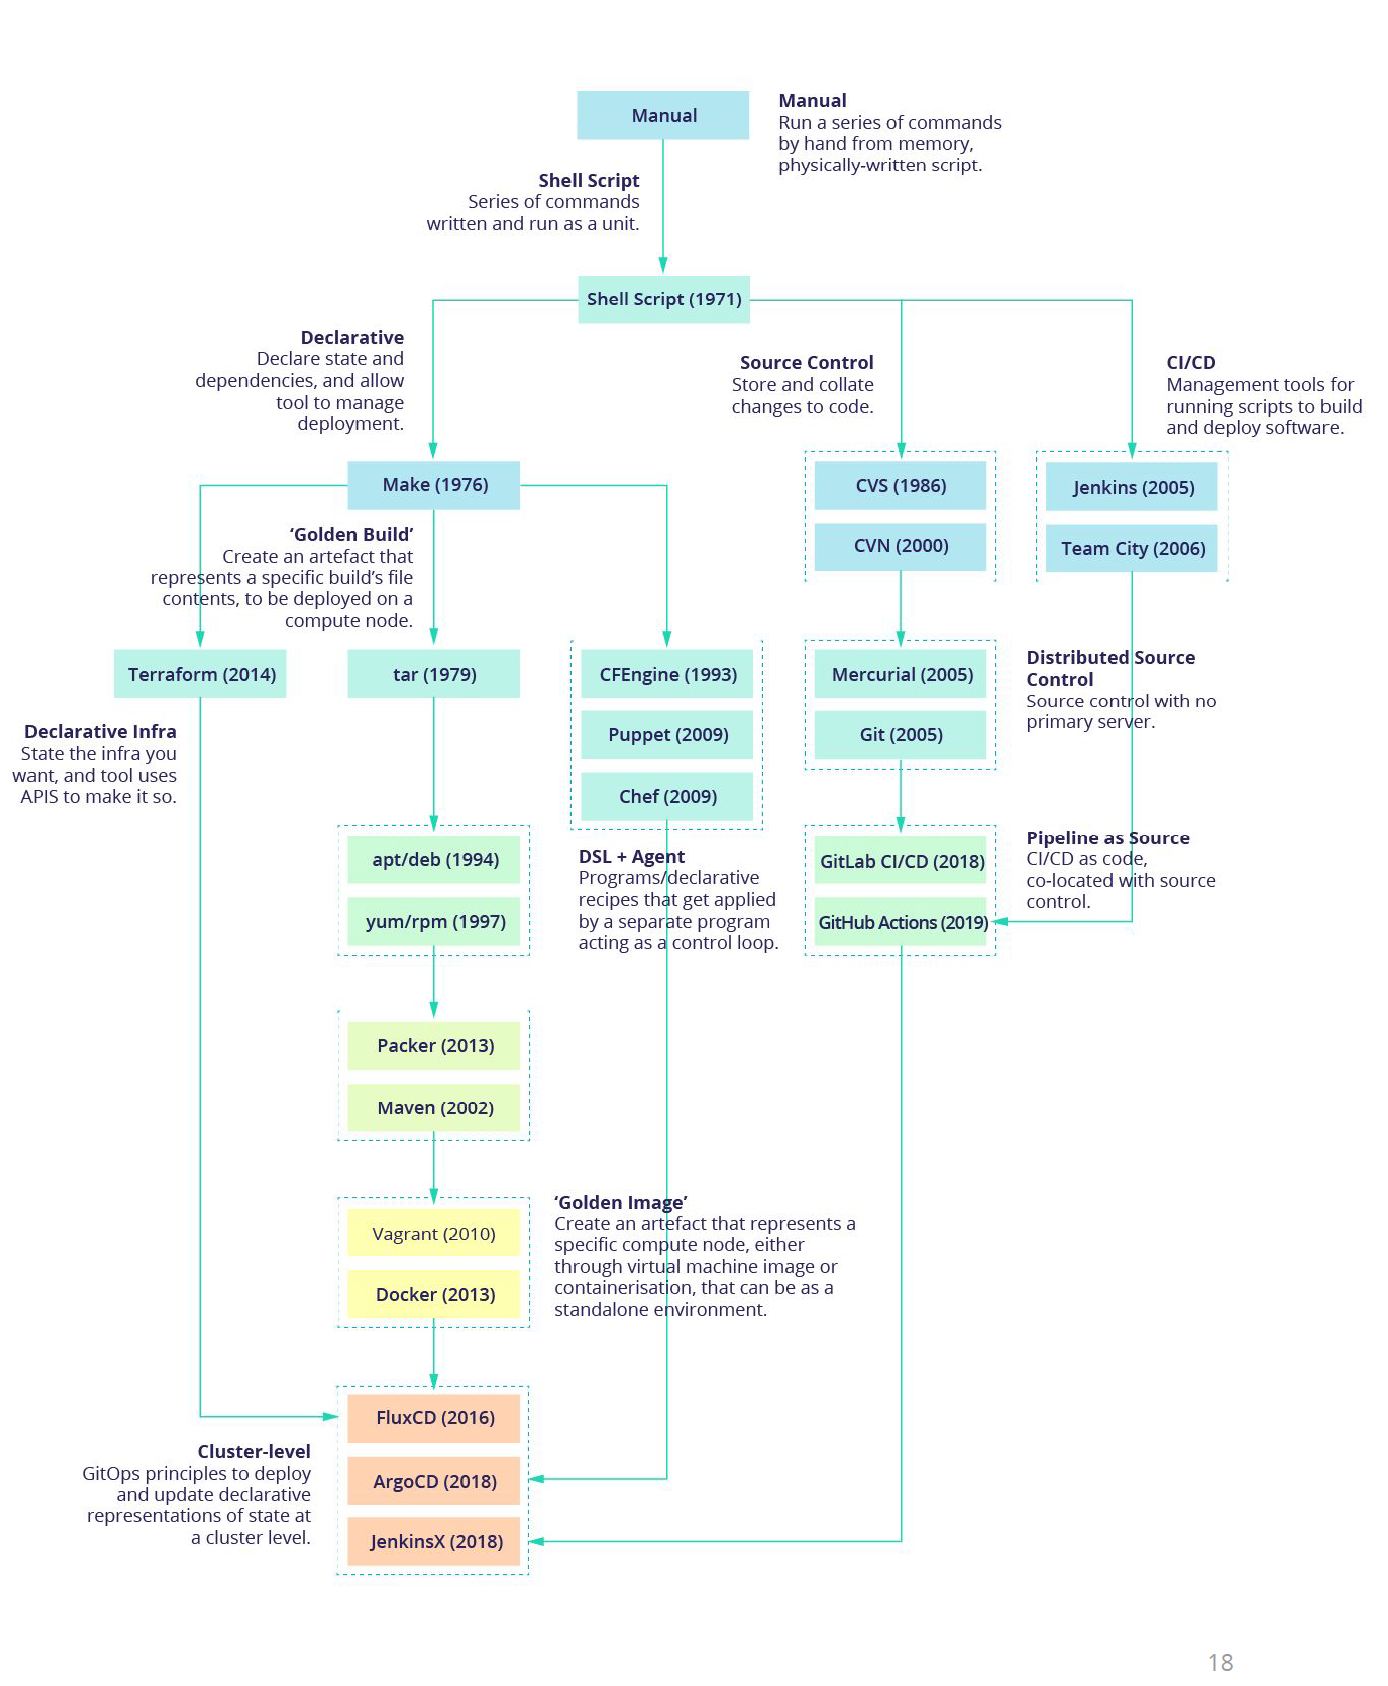 Manual
Manual
Run a series of commands
by hand from memory,
physically-written script.
Shell Script
Series of commands
written and run as a unit.
Shell Script (1971)
Declarative
Declare state and
dependencies, and allow
tool to manage
deployment.
Source Control
Store and collate
changes to code.
CI/CD
Management tools for
running scripts to build
and deploy software.
Make (1976)
CVS (1986)
Jenkins (2005)
CVN (2000)
Team City (2006)
‘Golden Build’
Create an artefact that
represents a specific build’s file
contents, to be deployed on a
compute node.
Terraform (2014)
tar (1979)
CFEngine (1993)
Puppet (2009)
Chef (2009)
Mercurial (2005)
Git (2005)
Distributed Source
Control
Source control with no
primary server.
Declarative Infra
State the infra you
want, and tool uses
APIS to make it so.
apt/deb (1994)
yum/rpm (1997)
DSL + Agent
Programs/declarative
recipes that get applied
by a separate program
acting as a control loop.
GitLab CI/CD (2018)
GitHub Actions (2019)
Pipeline as Source
CI/CD as code,
co-located with source
control.
Packer (2013)
Maven (2002)
Vagrant (2010)
Docker (2013)
‘Golden Image’
Create an artefact that represents a
specific compute node, either
through virtual machine image or
containerisation, that can be as a
standalone environment.
FluxCD (2016)
ArgoCD (2018)
JenkinsX (2018)
Cluster-level
GitOps principles to deploy
and update declarative
representations of state at
a cluster level.
18